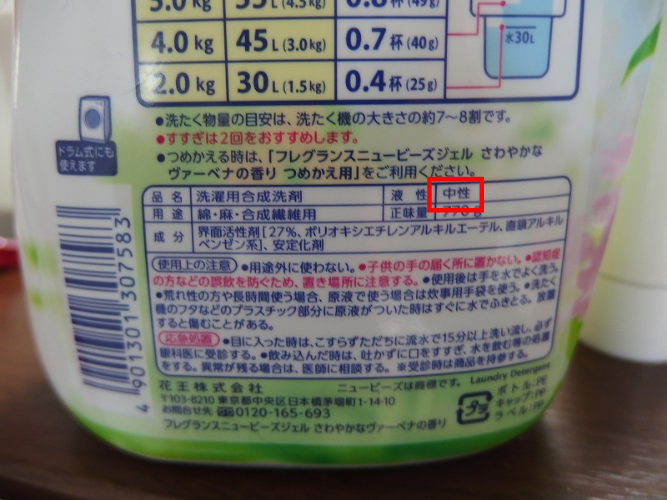 5.0 kg 55L (4.5kg) 0.8杯 (49g)
4.0 kg 45L (3.0kg) 0.7杯 (40g) 水30L
2.0 kg 30L (1.5kg) 0.4杯 (25g)
●洗たく物量の目安は、洗たく機の大きさの約7〜8割です。
●すすぎは2回をおすすめします。
●つめかえる時は、「フレグランスニュービーズジェル さわやかな
ヴァーベナの香り つめかえ用」をご利用ください。
ドラム式にも
使えます
品名 洗濯用合成洗剤 液性 中性
用途 綿・麻・合成繊維用 正味量 770g
成分 界面活性剤[27%、ポリオキシエチレンアルキルエーテル、直鎖アルキル
ベンゼン系]、安定化剤
使用上の注意 ●用途外に使わない。●子供の手の届く所に置かない。●認知症
の方などの誤飲を防ぐため、置き場所に注意する。●使用後は手を水でよく洗う。
●荒れ性の方や長時間使う場合、原液で使う場合は炊事用手袋を使う。●洗たく
機のフタなどのプラスチック部分に原液がついた時はすぐに水でふきとる。放置
すると傷むことがある。
応急処置 ●目に入った時は、こすらずただちに流水で15分以上洗い流し、必ず
眼科医に受診する。●飲み込んだ時は、吐かずに口をすすぎ、水を飲む等の処置
をする。異常が残る場合は、医師に相談する。※受診時は商品を持参する。
4 901301 307583
花王株式会社 ニュービーズは商標です。 Laundry Detergent
〒103-8210 東京都中央区日本橋茅場町1-14-10
お問合せ先 0120-165-693
フレグランスニュービーズジェル さわやかなヴァーベナの香り
プラ
ボトル:PE
キャップ:PP
ラベル:PP